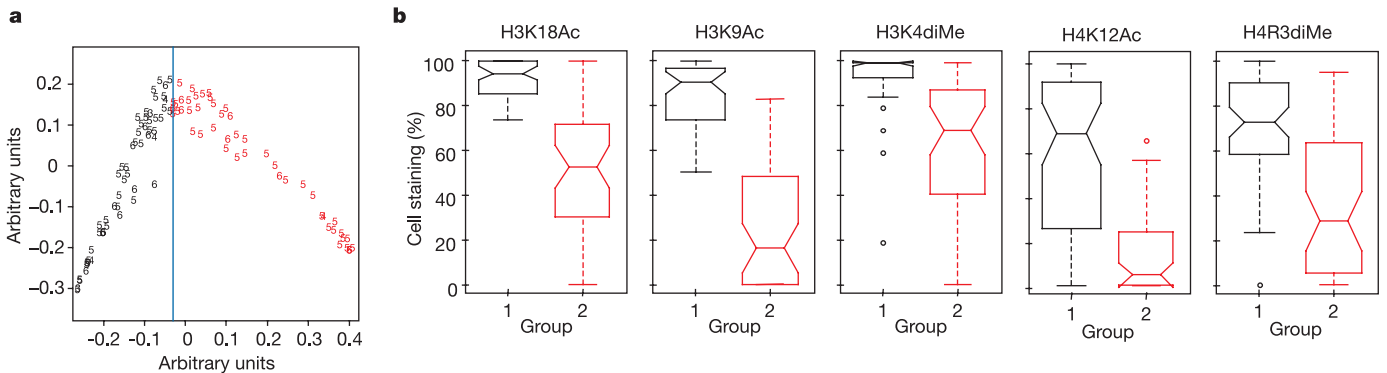 a
0.2
0.1
0
−0.1
−0.2
−0.3
Arbitrary units
-0.2 -0.1 0 0.1 0.2 0.3 0.4
Arbitrary units
b
H3K18Ac H3K9Ac H3K4diMe H4K12Ac H4R3diMe
100
80
60
40
20
0
Cell staining (%)
1 2 1 2 1 2 1 2 1 2
Group Group Group Group Group